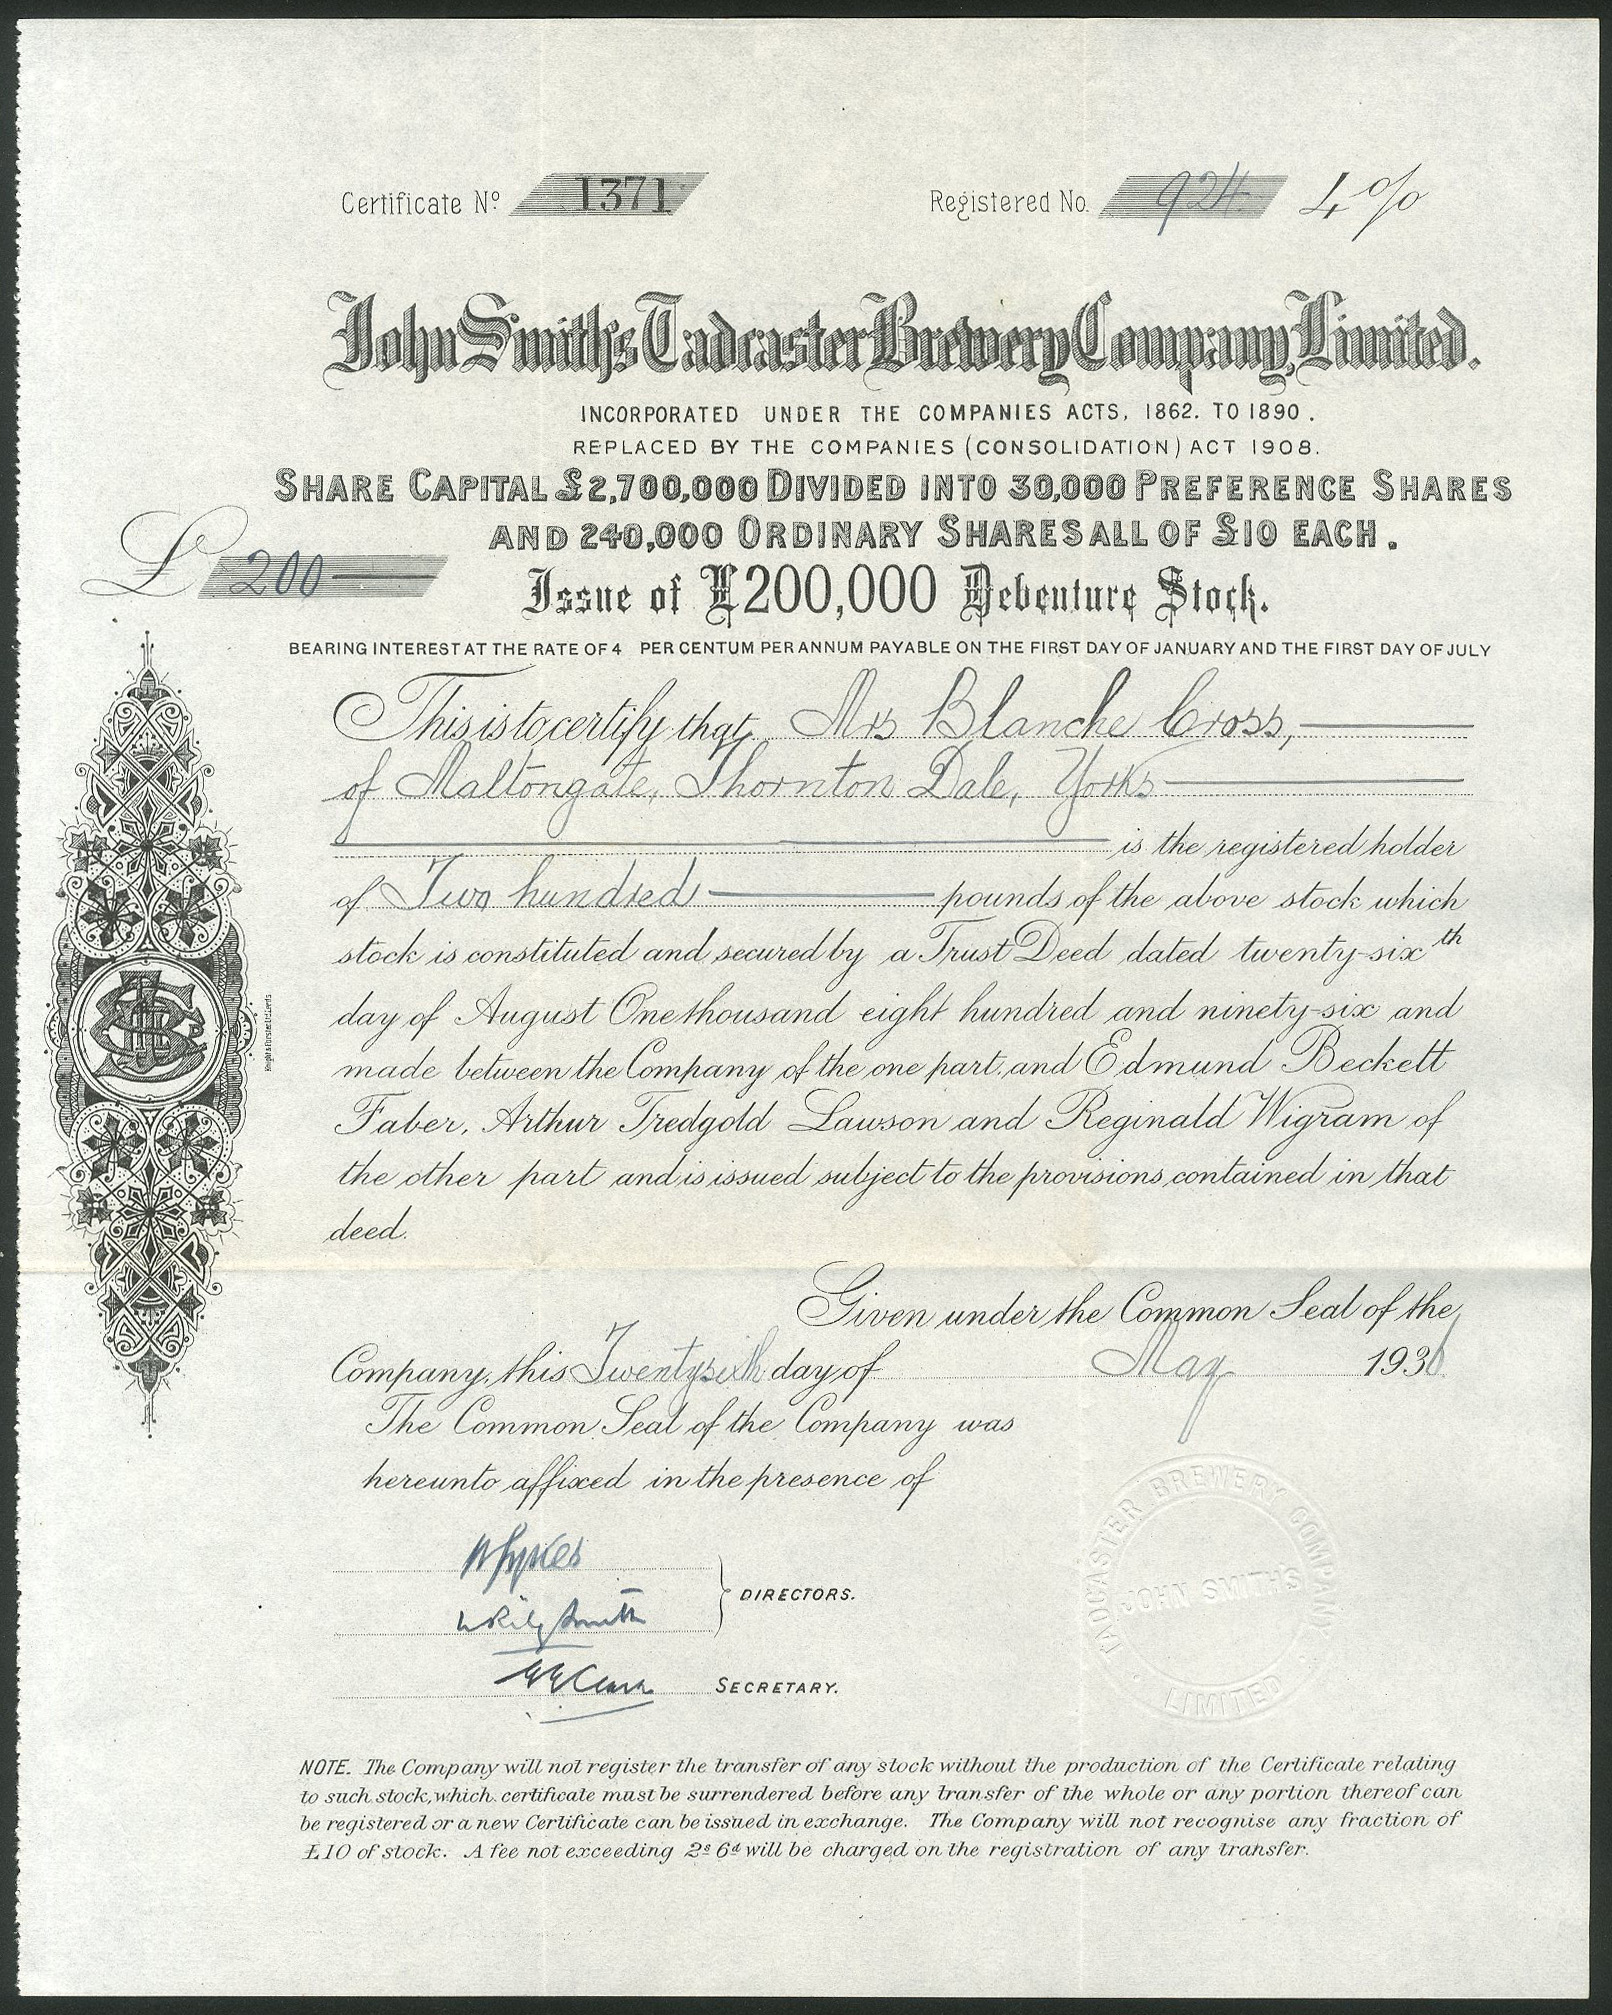 Certificate Nº 1371
Registered No. 924 4%
John Smith's Tadcaster Brewery Company, Limited.
INCORPORATED UNDER THE COMPANIES ACTS, 1862. TO 1890.
REPLACED BY THE COMPANIES (CONSOLIDATION) ACT 1908.
SHARE CAPITAL £2,700,000 DIVIDED INTO 30,000 PREFERENCE SHARES
AND 240,000 ORDINARY SHARES ALL OF £10 EACH.
£ 200
Issue of £200,000 Debenture Stock.
BEARING INTEREST AT THE RATE OF 4 PER CENTUM PER ANNUM PAYABLE ON THE FIRST DAY OF JANUARY AND THE FIRST DAY OF JULY
This is to certify that Mrs Blanche Cross,
of Maltongate, Thornton Dale, Yorks
is the registered holder
of Two hundred pounds of the above stock which
stock is constituted and secured by a Trust Deed dated twenty-sixth
day of August One thousand eight hundred and ninety-six and
made between the Company of the one part, and Edmund Beckett
Faber, Arthur Tredgold Lawson and Reginald Wigram of
the other part and is issued subject to the provisions contained in that
deed.
Given under the Common Seal of the
Company, this Twentysixth day of May 1936.
The Common Seal of the Company was
hereunto affixed in the presence of
DIRECTORS.
W Riley Smith
SECRETARY.
TADCASTER BREWERY COMPANY
JOHN SMITHS
LIMITED
NOTE. The Company will not register the transfer of any stock without the production of the Certificate relating
to such stock, which certificate must be surrendered before any transfer of the whole or any portion thereof can
be registered or a new Certificate can be issued in exchange. The Company will not recognise any fraction of
£10 of stock. A fee not exceeding 2s 6d will be charged on the registration of any transfer.